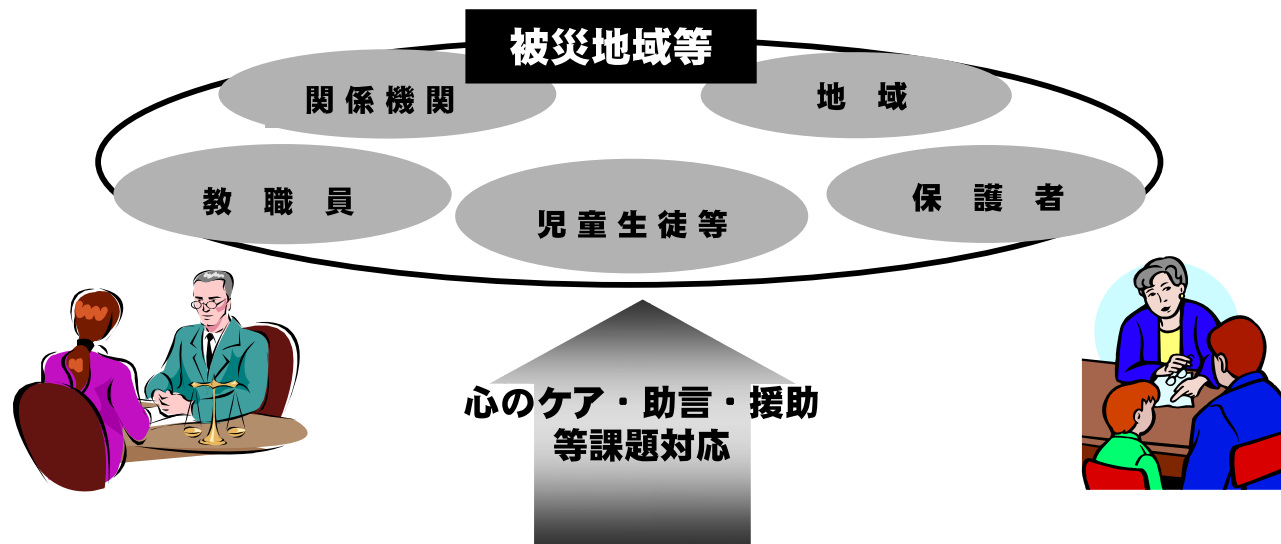 被災地域等
関係機関
地　域
教　職　員
児童生徒等
保　護　者
心のケア・助言・援助
等課題対応